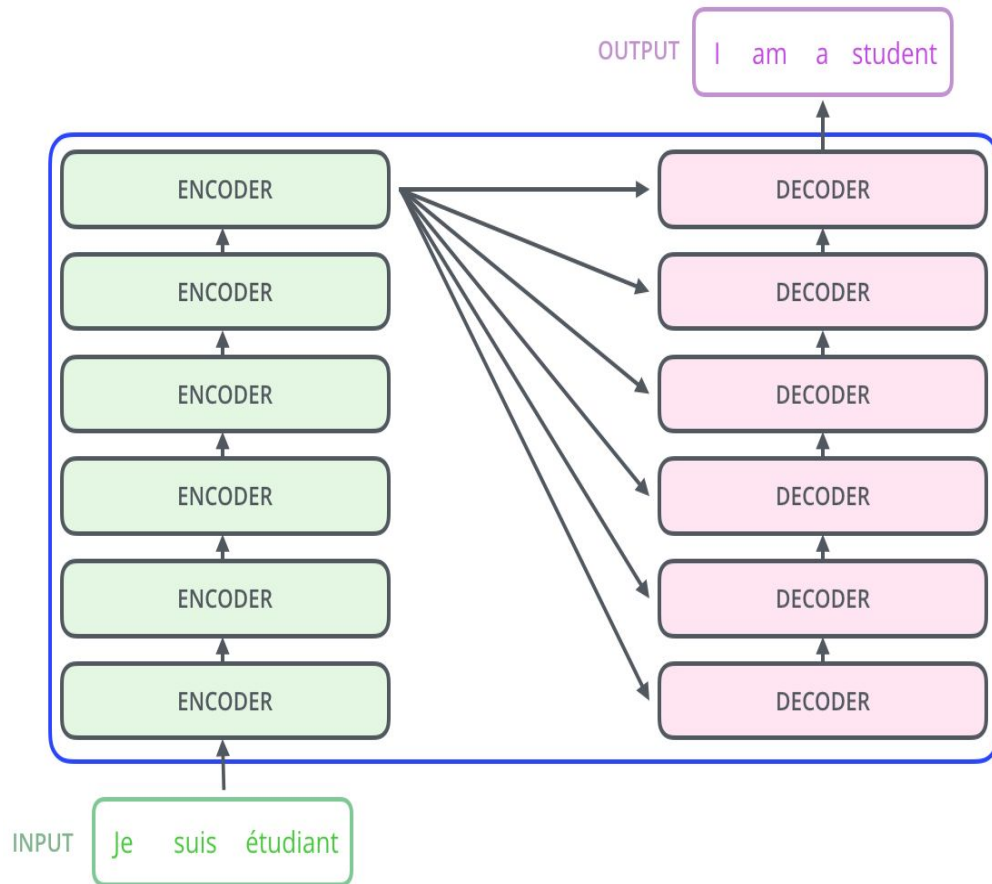 OUTPUT
I am a student
ENCODER
DECODER
ENCODER
DECODER
ENCODER
DECODER
ENCODER
DECODER
ENCODER
DECODER
ENCODER
DECODER
INPUT
Je suis étudiant